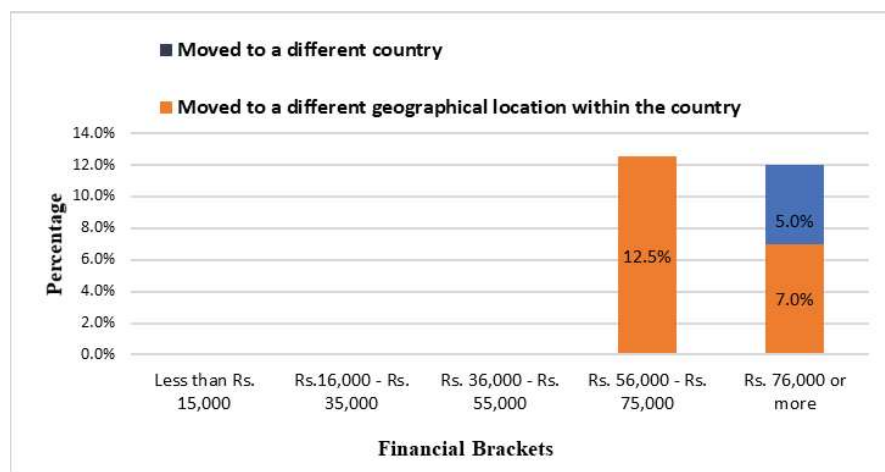 Moved to a different country
Moved to a different geographical location within the country
14.0%
12.0%
10.0%
8.0%
6.0%
4.0%
2.0%
0.0%
Percentage
12.5%
5.0%
7.0%
Less than Rs.
15,000
Rs.16,000 - Rs.
35,000
Rs. 36,000 - Rs.
55,000
Rs. 56,000 - Rs.
75,000
Rs. 76,000 or
more
Financial Brackets